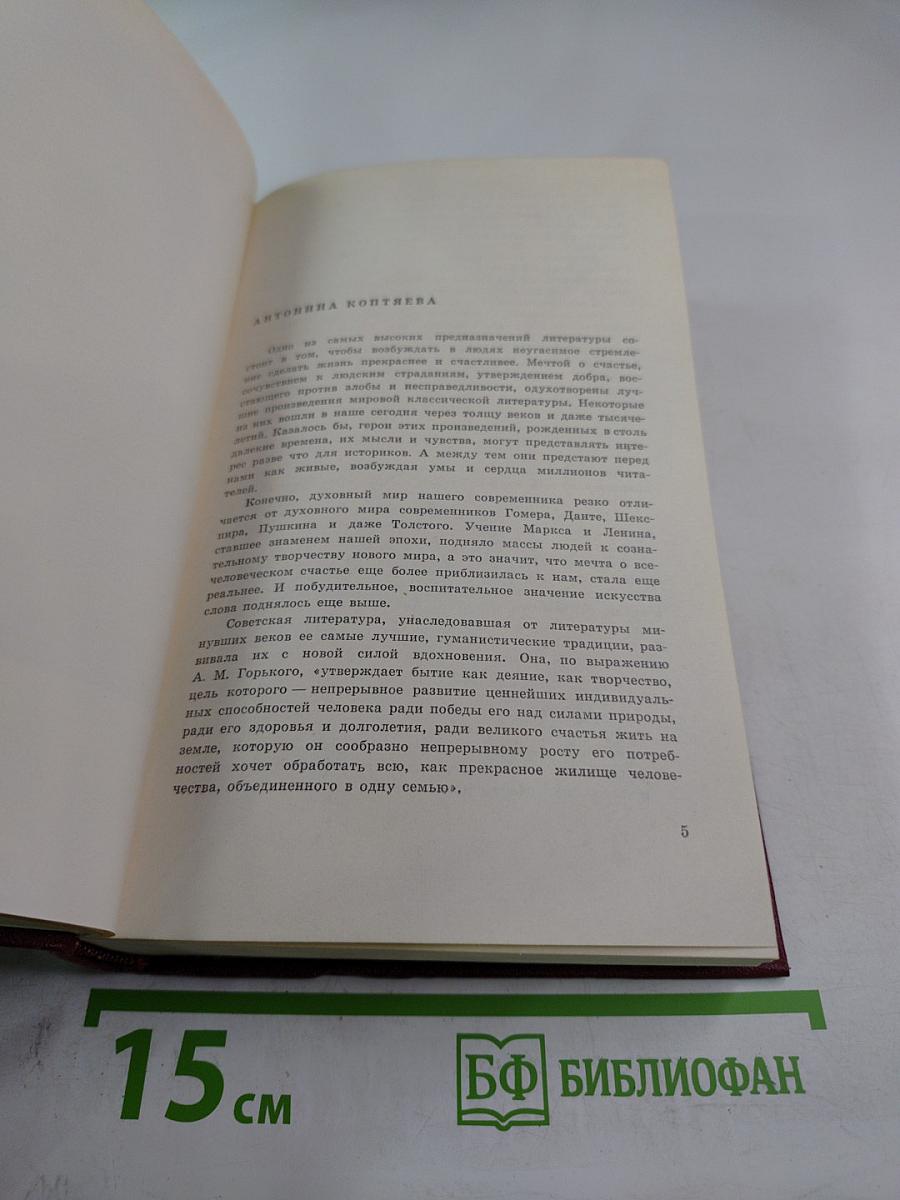 АНТОНИНА КОПТЯЕВА
Одно из самых высоких предназначений литературы со-
стоит в том, чтобы возбуждать в людях неугасимое стремле-
ние сделать жизнь прекраснее и счастливее. Мечтой о счастье,
сочувствием к людским страданиям, утверждением добра, вос-
стающего против злобы и несправедливости, одухотворены луч-
шие произведения мировой классической литературы. Некоторые
из них вошли в наше сегодня через толщу веков и даже тысяче-
летий. Казалось бы, герои этих произведений, рожденных в столь
далекие времена, их мысли и чувства, могут представлять инте-
рес разве что для историков. А между тем они предстают перед
нами как живые, возбуждая умы и сердца миллионов чита-
телей.
Конечно, духовный мир нашего современника резко отли-
чается от духовного мира современников Гомера, Данте, Шекс-
пира, Пушкина и даже Толстого. Учение Маркса и Ленина,
ставшее знаменем нашей эпохи, подняло массы людей к созна-
тельному творчеству нового мира, а это значит, что мечта о все-
человеческом счастье еще более приблизилась к нам, стала еще
реальнее. И побудительное, воспитательное значение искусства
слова поднялось еще выше.
Советская литература, унаследовавшая от литературы ми-
нувших веков ее самые лучшие, гуманистические традиции, раз-
вивала их с новой силой вдохновения. Она, по выражению
А. М. Горького, «утверждает бытие как деяние, как творчество,
цель которого — непрерывное развитие ценнейших индивидуаль-
ных способностей человека ради победы его над силами природы,
ради его здоровья и долголетия, ради великого счастья жить на
земле, которую он сообразно непрерывному росту его потреб-
ностей хочет обработать всю, как прекрасное жилище челове-
чества, объединенного в одну семью»,
5
15 см
БФ БИБЛИОФАН